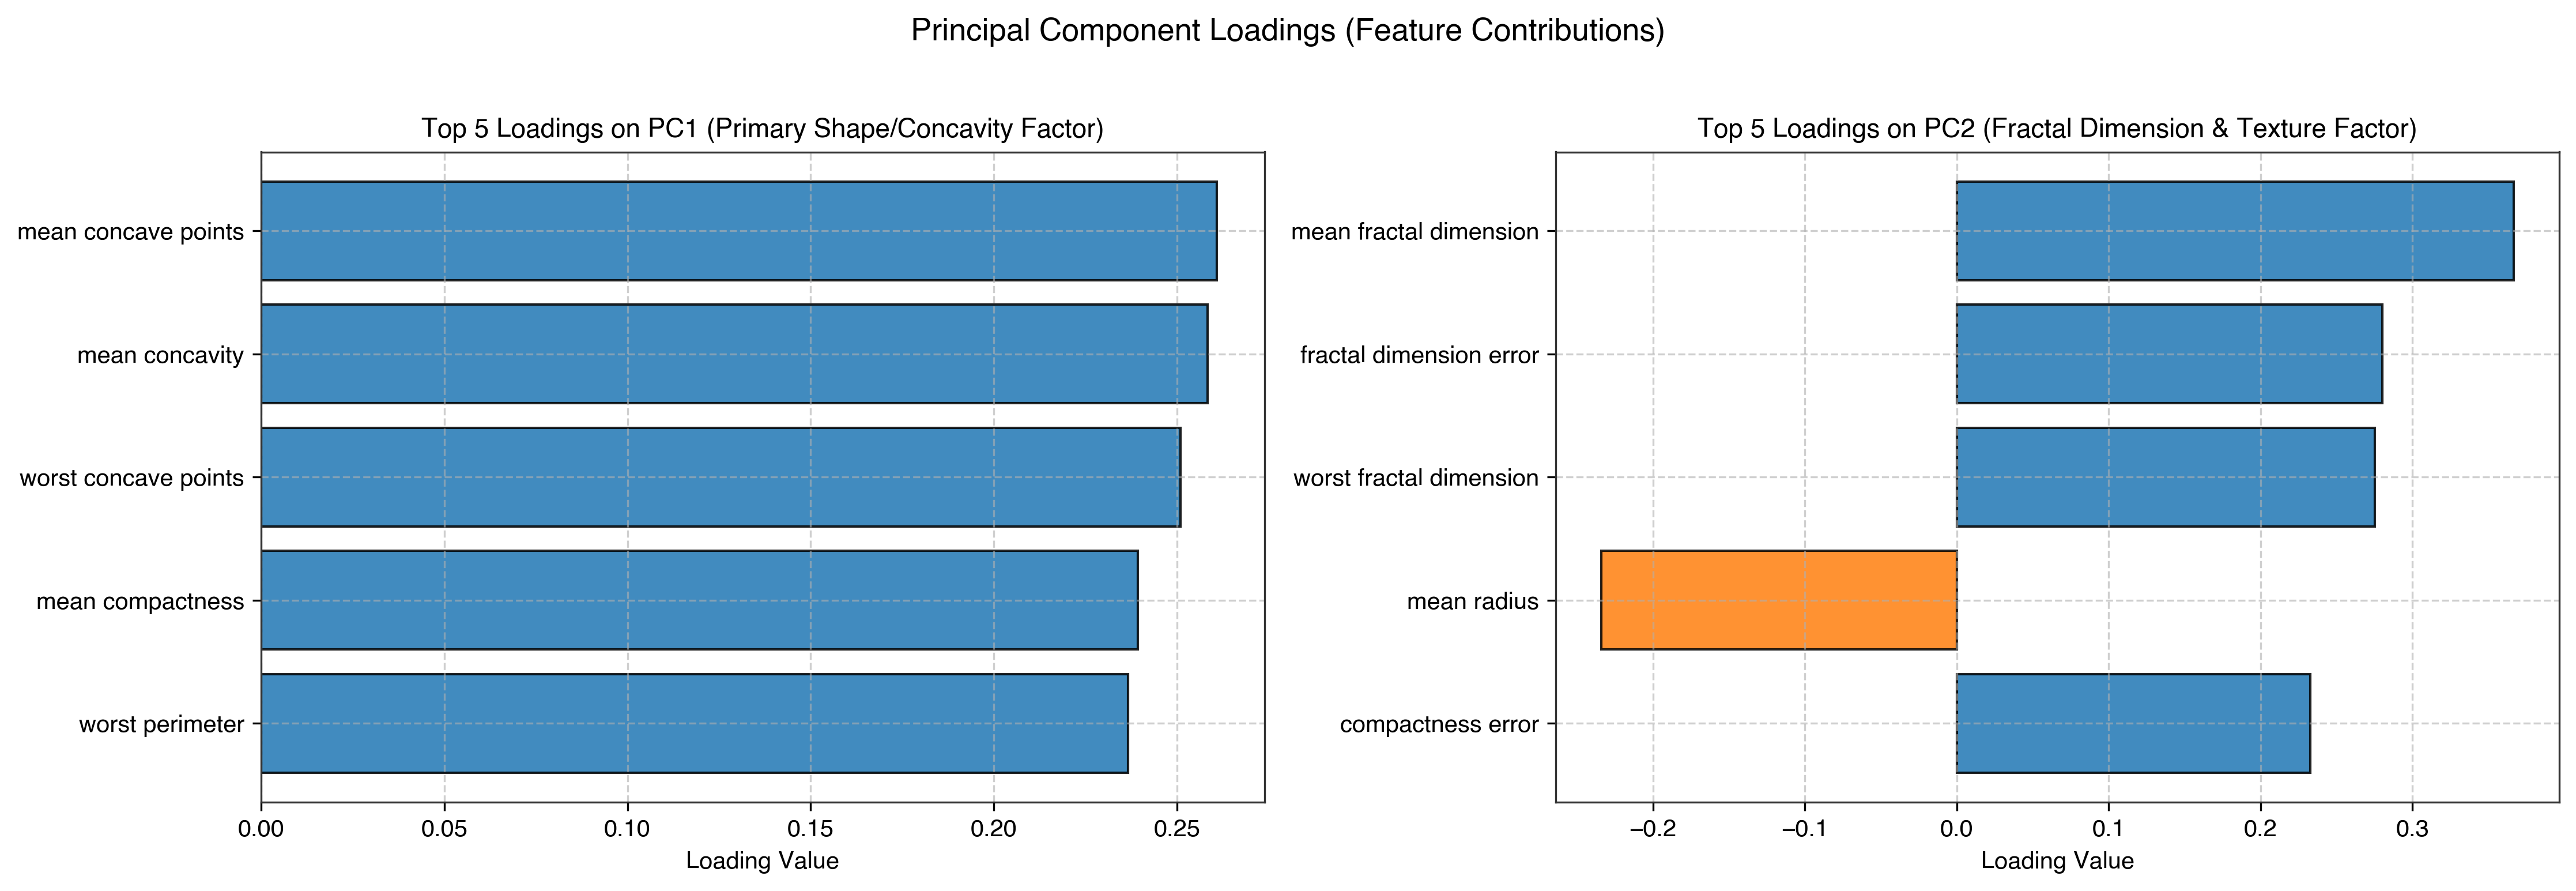 Principal Component Loadings (Feature Contributions)
Top 5 Loadings on PC1 (Primary Shape/Concavity Factor)
mean concave points
mean concavity
worst concave points
mean compactness
worst perimeter
0.00 0.05 0.10 0.15 0.20 0.25
Loading Value
Top 5 Loadings on PC2 (Fractal Dimension & Texture Factor)
mean fractal dimension
fractal dimension error
worst fractal dimension
mean radius
compactness error
−0.2 −0.1 0.0 0.1 0.2 0.3
Loading Value